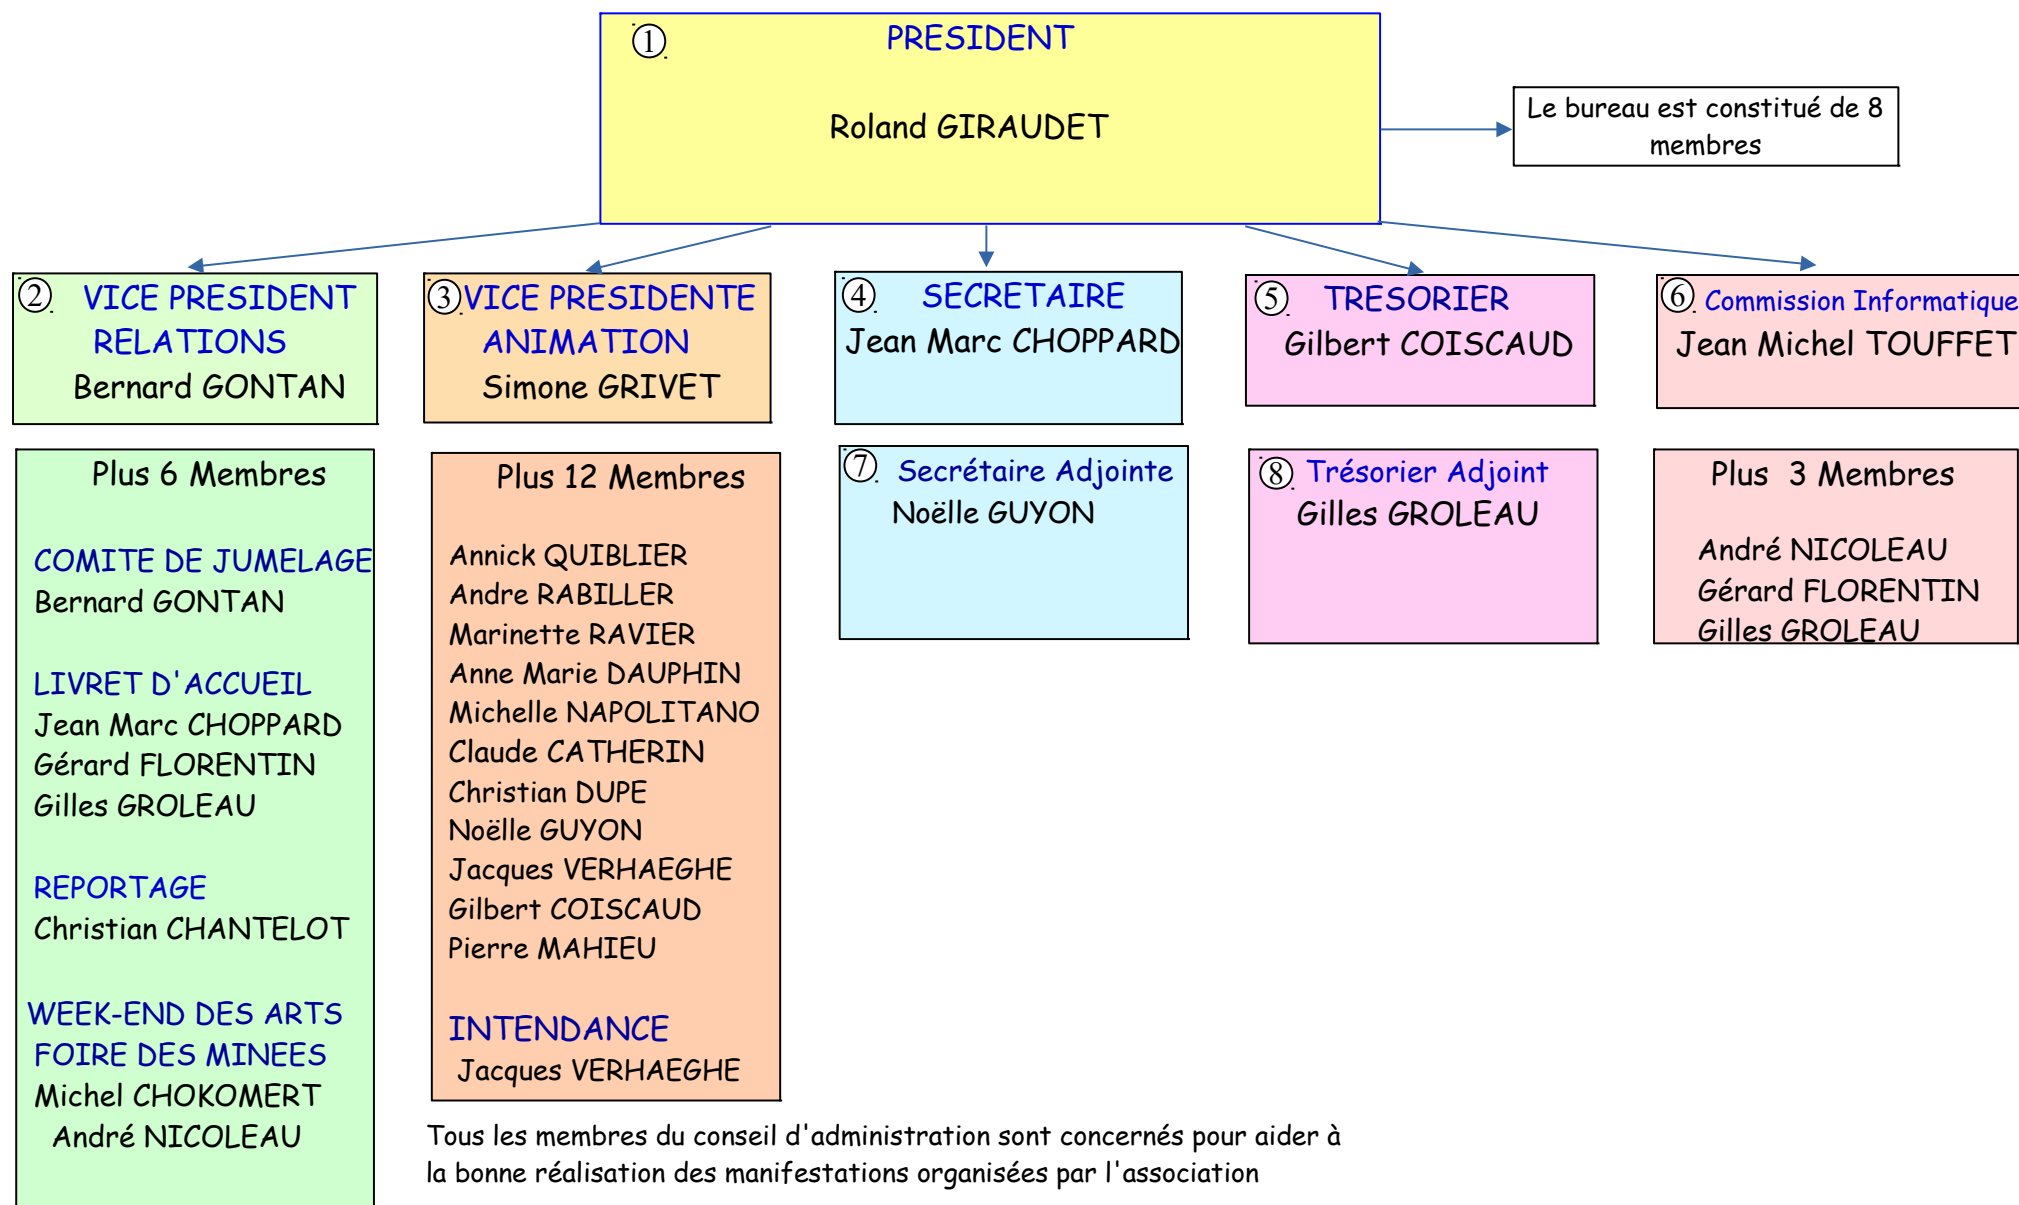 ① PRESIDENT
Roland GIRAUDET
Le bureau est constitué de 8
membres
② VICE PRESIDENT
RELATIONS
Bernard GONTAN
③ VICE PRESIDENTE
ANIMATION
Simone GRIVET
④ SECRETAIRE
Jean Marc CHOPPARD
⑤ TRESORIER
Gilbert COISCAUD
⑥ Commission Informatique
Jean Michel TOUFFET
Plus 6 Membres
COMITE DE JUMELAGE
Bernard GONTAN
LIVRET D'ACCUEIL
Jean Marc CHOPPARD
Gérard FLORENTIN
Gilles GROLEAU
REPORTAGE
Christian CHANTELOT
WEEK-END DES ARTS
FOIRE DES MINEES
Michel CHOKOMERT
André NICOLEAU
Plus 12 Membres
Annick QUIBLIER
Andre RABILLER
Marinette RAVIER
Anne Marie DAUPHIN
Michelle NAPOLITANO
Claude CATHERIN
Christian DUPE
Noëlle GUYON
Jacques VERHAEGHE
Gilbert COISCAUD
Pierre MAHIEU
INTENDANCE
Jacques VERHAEGHE
⑦ Secrétaire Adjointe
Noëlle GUYON
⑧ Trésorier Adjoint
Gilles GROLEAU
Plus 3 Membres
André NICOLEAU
Gérard FLORENTIN
Gilles GROLEAU
Tous les membres du conseil d'administration sont concernés pour aider à
la bonne réalisation des manifestations organisées par l'association